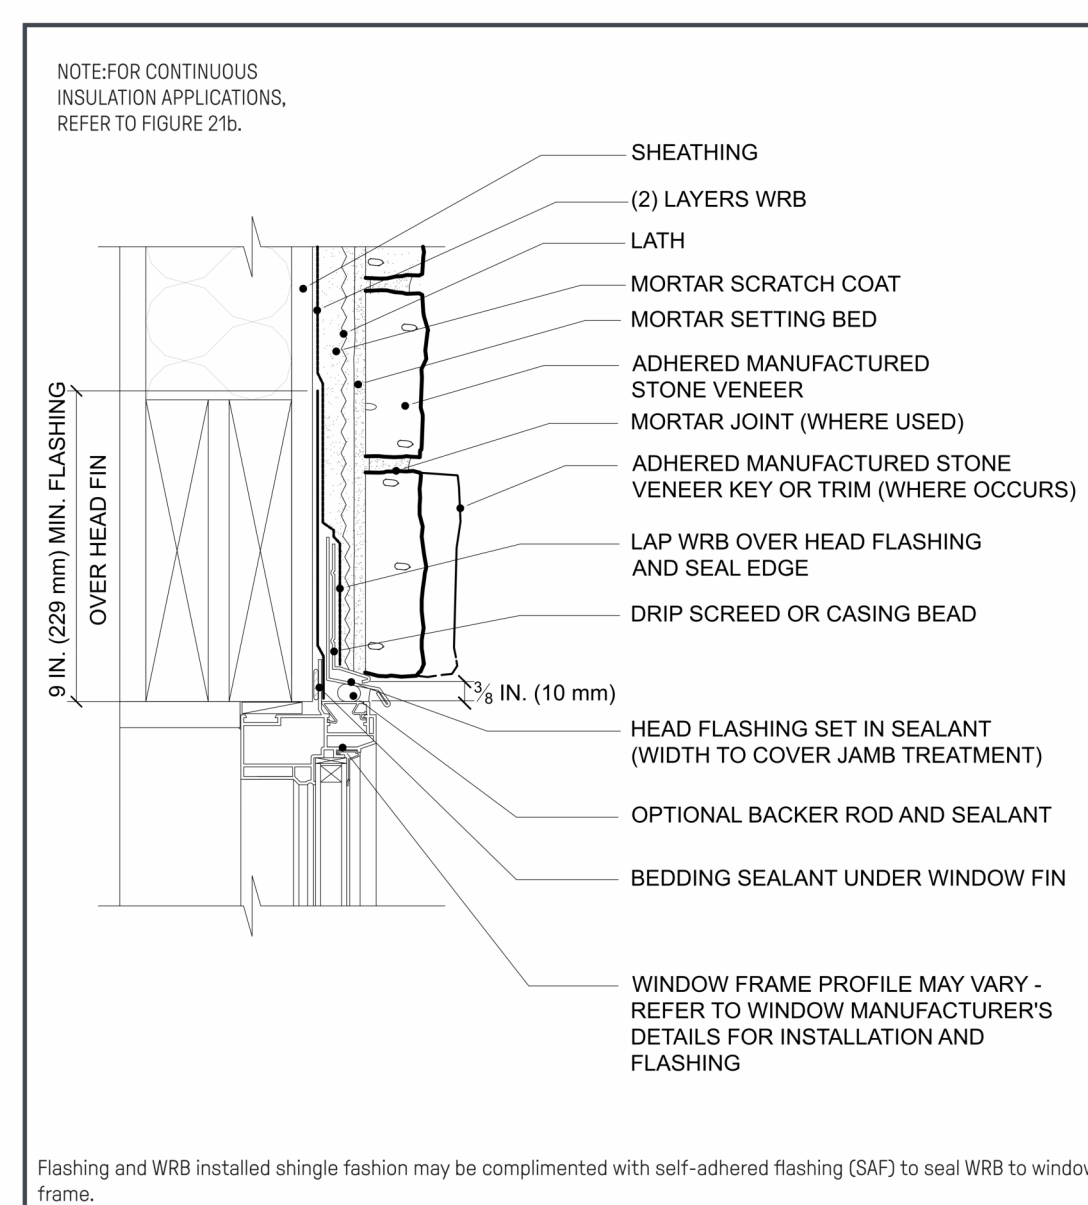 NOTE:FOR CONTINUOUS
INSULATION APPLICATIONS,
REFER TO FIGURE 21b.
SHEATHING
(2) LAYERS WRB
LATH
MORTAR SCRATCH COAT
MORTAR SETTING BED
ADHERED MANUFACTURED
STONE VENEER
MORTAR JOINT (WHERE USED)
ADHERED MANUFACTURED STONE
VENEER KEY OR TRIM (WHERE OCCURS)
9 IN. (229 mm) MIN. FLASHING
OVER HEAD FIN
LAP WRB OVER HEAD FLASHING
AND SEAL EDGE
DRIP SCREED OR CASING BEAD
3/8 IN. (10 mm)
HEAD FLASHING SET IN SEALANT
(WIDTH TO COVER JAMB TREATMENT)
OPTIONAL BACKER ROD AND SEALANT
BEDDING SEALANT UNDER WINDOW FIN
WINDOW FRAME PROFILE MAY VARY -
REFER TO WINDOW MANUFACTURER'S
DETAILS FOR INSTALLATION AND
FLASHING
Flashing and WRB installed shingle fashion may be complimented with self-adhered flashing (SAF) to seal WRB to window
frame.